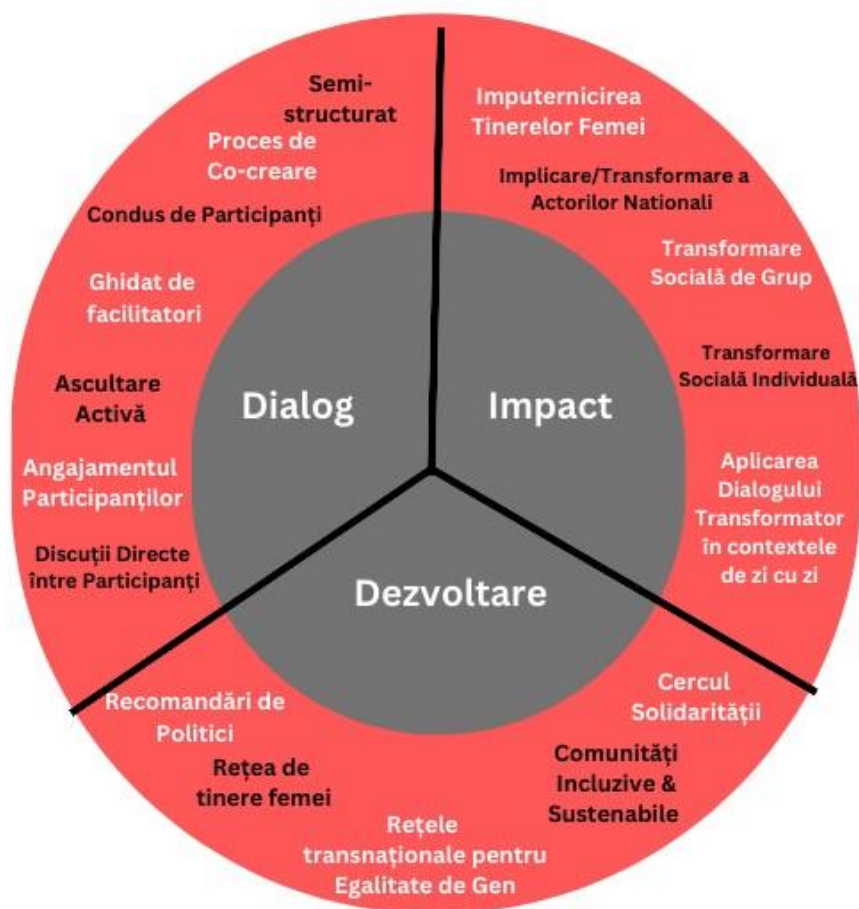 Semi-
structurat
Proces de
Co-creare
Condus de Participanți
Ghidat de
facilitatori
Ascultare
Activă
Angajamentul
Participanților
Discuții Directe
între Participanți
Dialog
Imputernicirea
Tinerelor Femei
Implicare/Transformare a
Actorilor Nationali
Transformare
Socială de Grup
Transformare
Socială Individuală
Aplicarea
Dialogului
Transformator
în contextele
de zi cu zi
Impact
Dezvoltare
Recomandări de
Politici
Rețea de
tinere femei
Rețele
transnaționale pentru
Egalitate de Gen
Comunități
Incluzive &
Sustenabile
Cercul
Solidarității